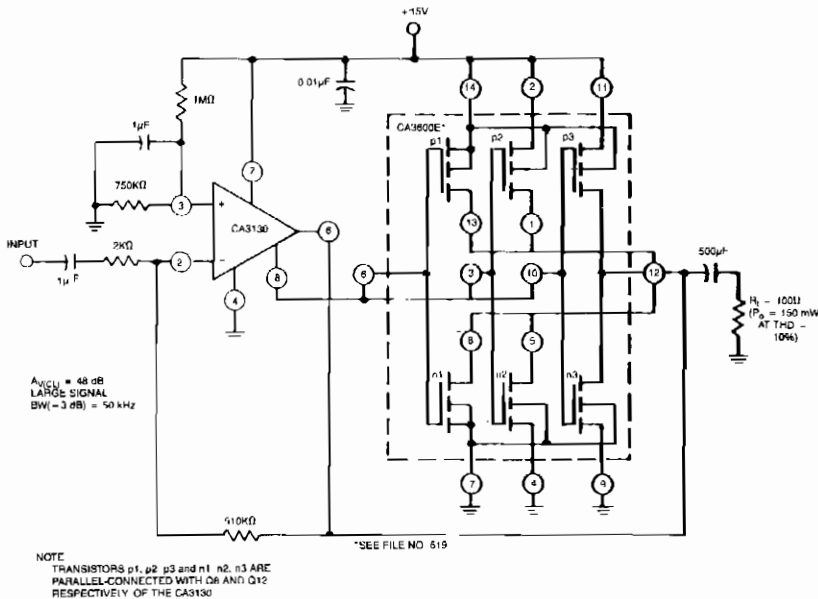 +15V
0.01µF
1MΩ
1µF
750KΩ
7
3
+
CA3130
6
INPUT
2KΩ
1µF
2
−
8
4
14
2
11
CA3600E*
p1
p2
p3
13
1
6
3
10
12
500µF
8
5
n1
n2
n3
7
4
9
= 100Ω
= 150 mW
AT THD =
10%)
= 48 dB
LARGE SIGNAL
BW(−3 dB) = 50 kHz
510KΩ
*SEE FILE NO. 619
NOTE
TRANSISTORS p1, p2, p3 and n1, n2, n3 ARE
PARALLEL-CONNECTED WITH Q8 AND Q12
RESPECTIVELY OF THE CA3130